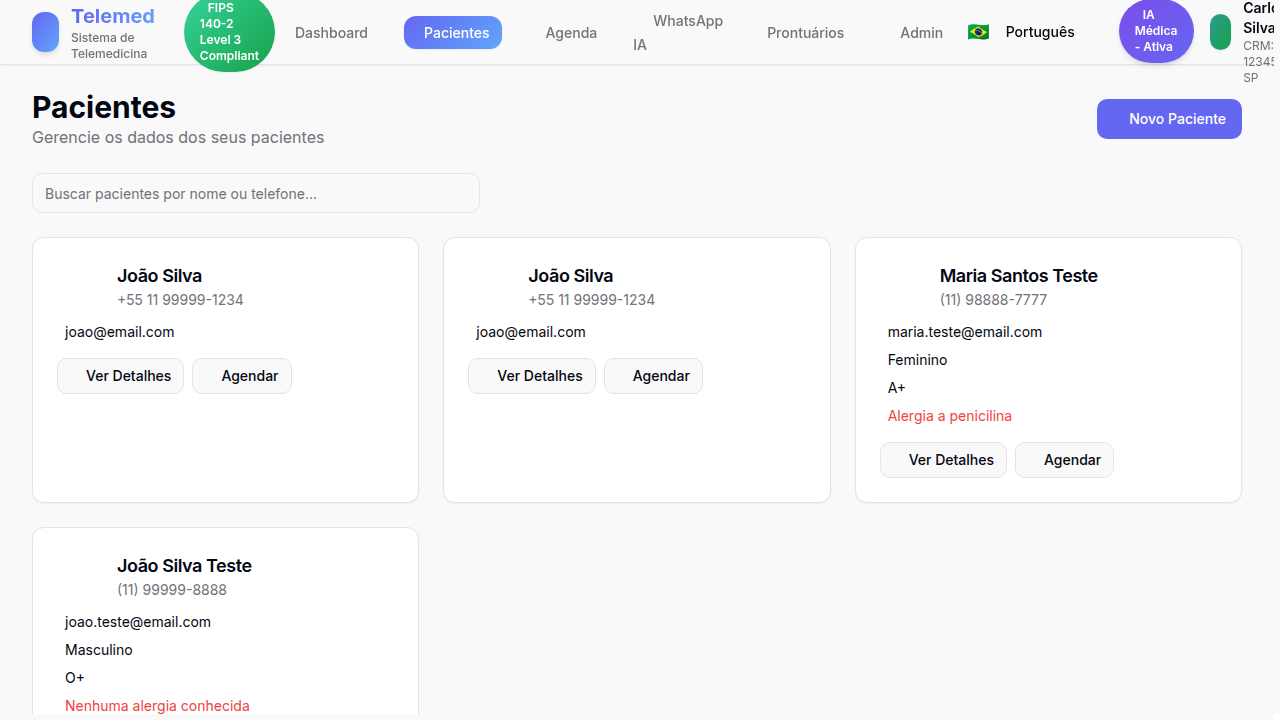 Telemed
Sistema de
Telemedicina
FIPS
140-2
Level 3
Compliant
Dashboard
Pacientes
Agenda
WhatsApp
IA
Prontuários
Admin
Português
IA
Médica
- Ativa
Silva
CRM:
12345
SP
Pacientes
Gerencie os dados dos seus pacientes
Novo Paciente
Buscar pacientes por nome ou telefone...
João Silva
+55 11 99999-1234
joao@email.com
Ver Detalhes
Agendar
João Silva
+55 11 99999-1234
joao@email.com
Ver Detalhes
Agendar
Maria Santos Teste
(11) 98888-7777
maria.teste@email.com
Feminino
A+
Alergia a penicilina
Ver Detalhes
Agendar
João Silva Teste
(11) 99999-8888
joao.teste@email.com
Masculino
O+
Nenhuma alergia conhecida